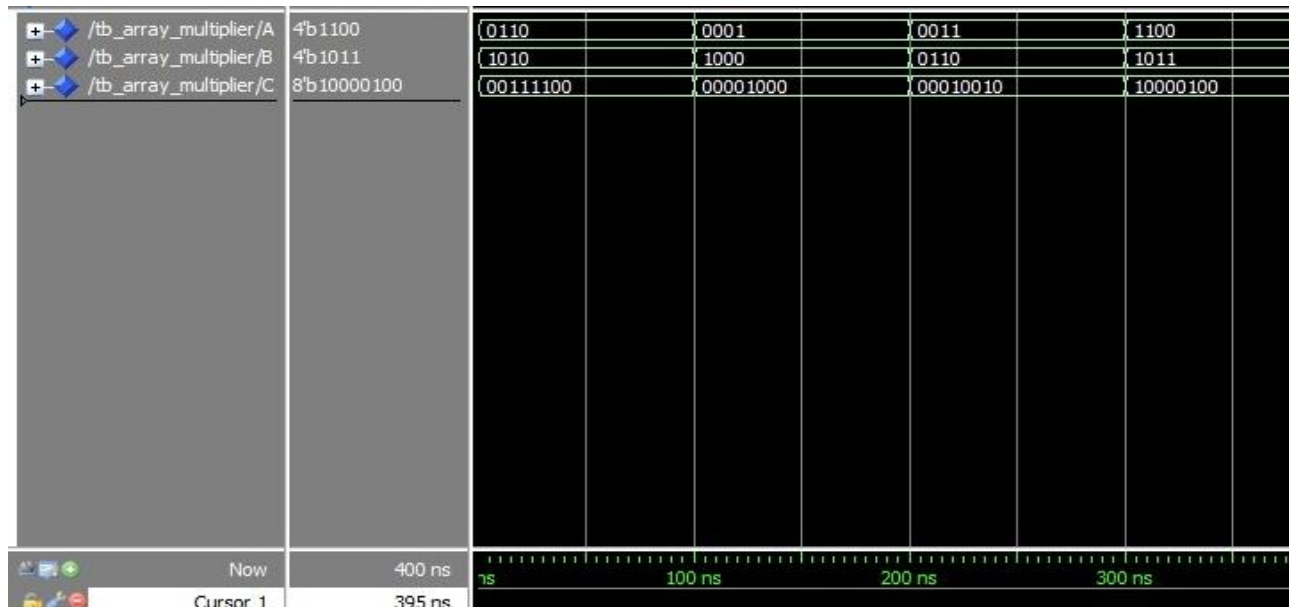 /tb_array_multiplier/A 4'b1100 0110 0001 0011 1100
/tb_array_multiplier/B 4'b1011 1010 1000 0110 1011
/tb_array_multiplier/C 8'b10000100 00111100 00001000 00010010 10000100
Now 400 ns ns 100 ns 200 ns 300 ns
Cursor 1 395 ns